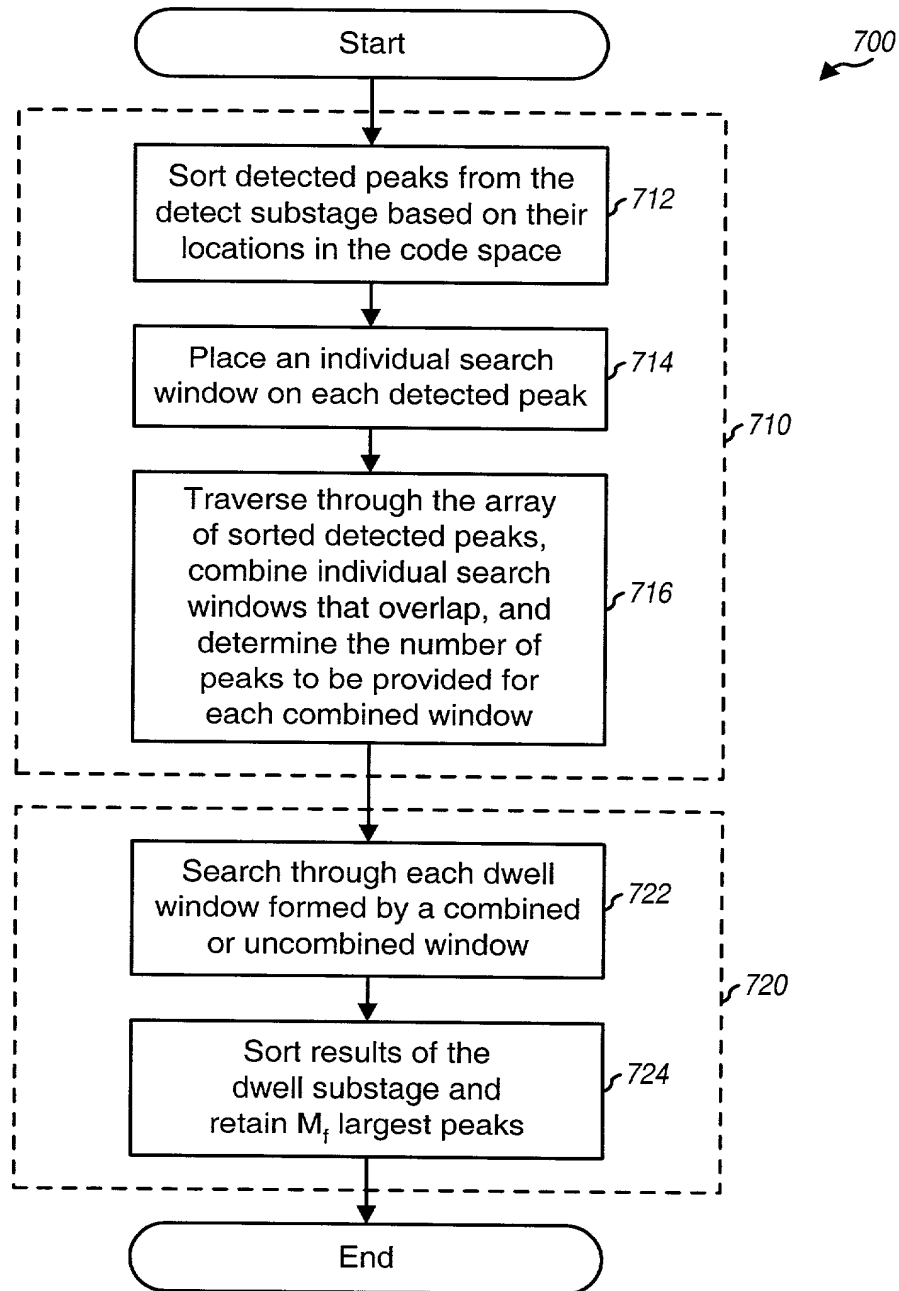 Start
700
Sort detected peaks from the
detect substage based on their
locations in the code space
712
Place an individual search
window on each detected peak
714
710
Traverse through the array
of sorted detected peaks,
combine individual search
windows that overlap, and
determine the number of
peaks to be provided for
each combined window
716
Search through each dwell
window formed by a combined
or uncombined window
722
720
Sort results of the
dwell substage and
retain M_f largest peaks
724
End